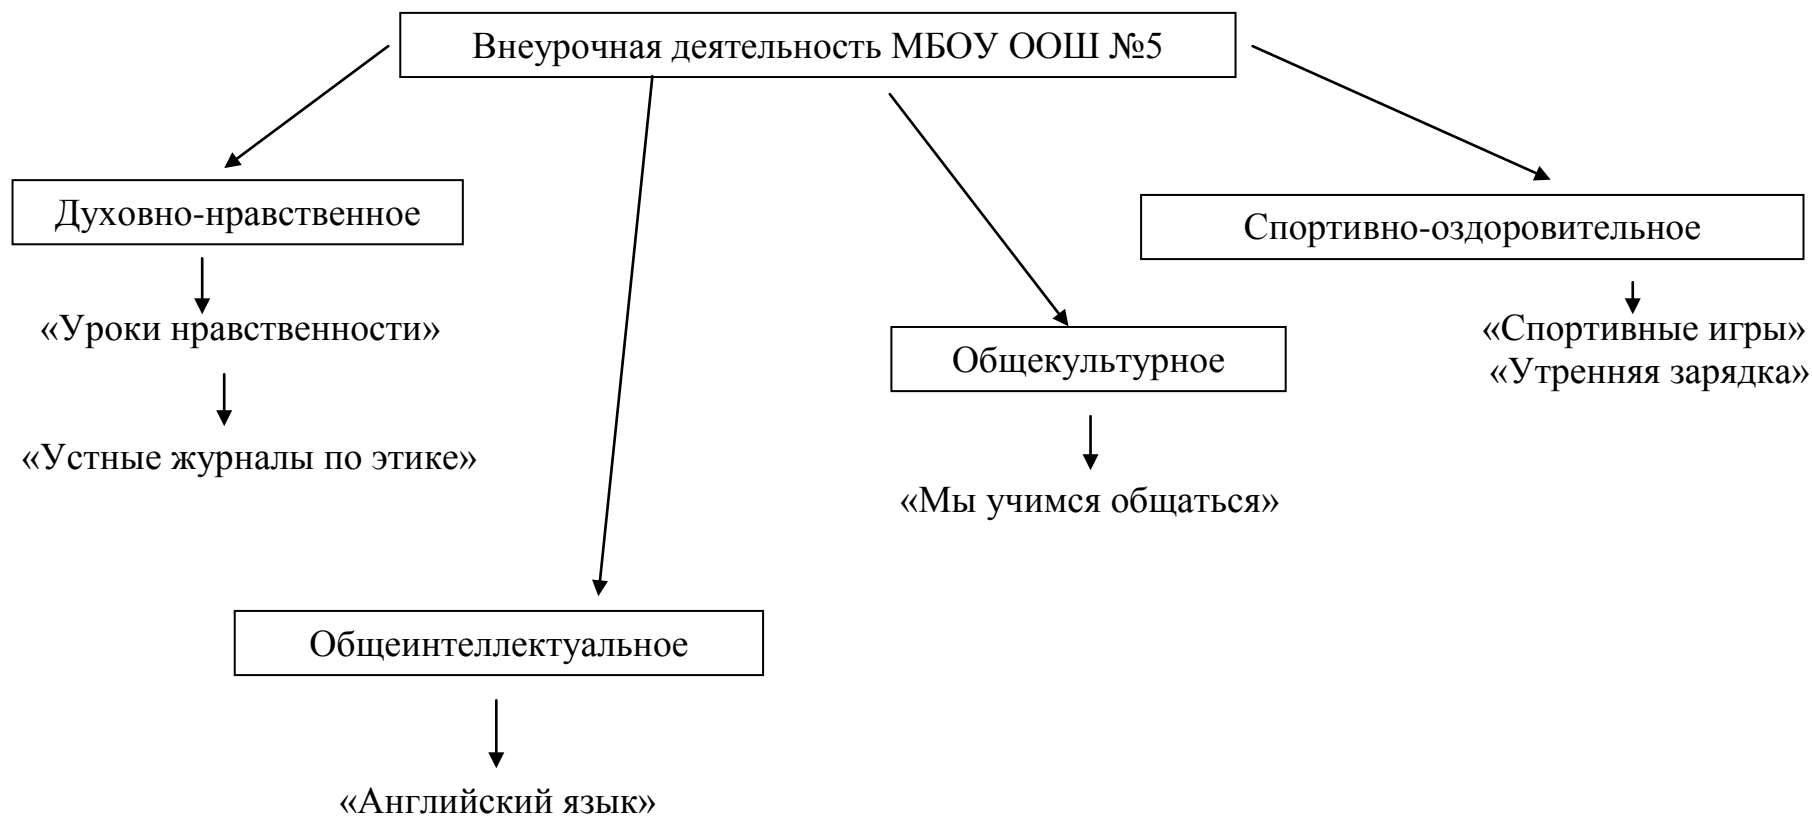 Внеурочная деятельность МБОУ ООШ №5
Духовно-нравственное
Спортивно-оздоровительное
«Уроки нравственности»
«Спортивные игры»
Общекультурное
«Утренняя зарядка»
«Устные журналы по этике»
«Мы учимся общаться»
Общеинтеллектуальное
«Английский язык»